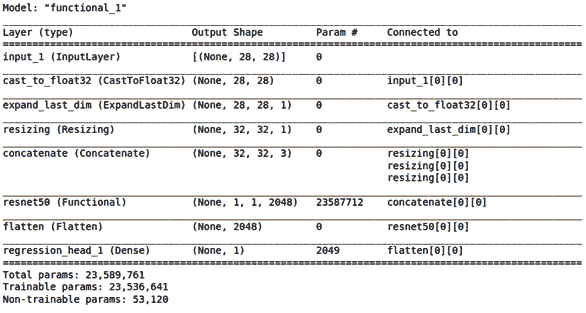 Model: "functional_1"
Layer (type) Output Shape Param # Connected to
input_1 (InputLayer) [(None, 28, 28)] 0
cast_to_float32 (CastToFloat32) (None, 28, 28) 0 input_1[0][0]
expand_last_dim (ExpandLastDim) (None, 28, 28, 1) 0 cast_to_float32[0][0]
resizing (Resizing) (None, 32, 32, 1) 0 expand_last_dim[0][0]
concatenate (Concatenate) (None, 32, 32, 3) 0 resizing[0][0]
resizing[0][0]
resizing[0][0]
resnet50 (Functional) (None, 1, 1, 2048) 23587712 concatenate[0][0]
flatten (Flatten) (None, 2048) 0 resnet50[0][0]
regression_head_1 (Dense) (None, 1) 2049 flatten[0][0]
Total params: 23,589,761
Trainable params: 23,536,641
Non-trainable params: 53,120